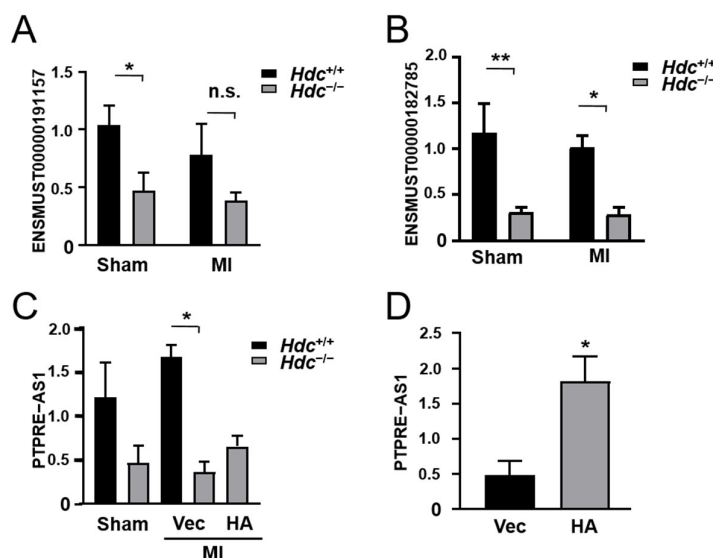 A
ENSMUST00000191157
1.5
1.0
0.5
0
*
n.s.
Hdc+/+
Hdc−/−
Sham MI
B
ENSMUST00000182785
2.0
1.5
1.0
0.5
0
**
*
Hdc+/+
Hdc−/−
Sham MI
C
PTPRE−AS1
2.0
1.5
1.0
0.5
0
*
Hdc+/+
Hdc−/−
Sham Vec HA
MI
D
PTPRE−AS1
2.5
2.0
1.5
1.0
0.5
0
*
Vec HA